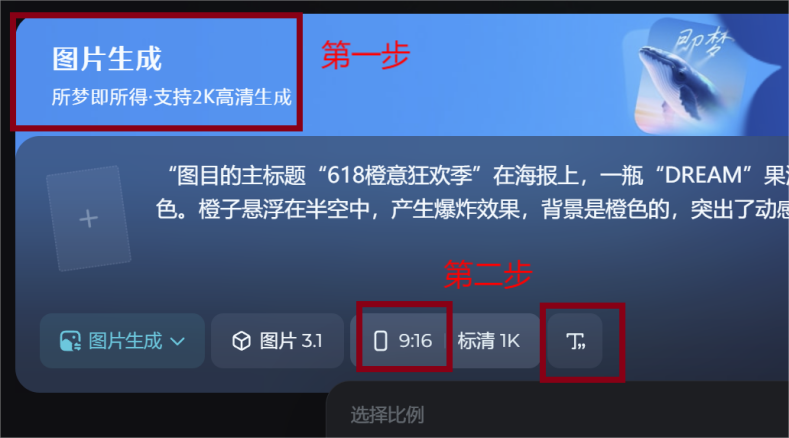 图片生成
第一步
即梦
所梦即所得·支持2K高清生成
“图目的主标题“618橙意狂欢季”在海报上，一瓶“DREAM”果
色。橙子悬浮在半空中，产生爆炸效果，背景是橙色的，突出了动感
第二步
图片生成
图片 3.1
9:16
标清 1K
T,,
选择比例